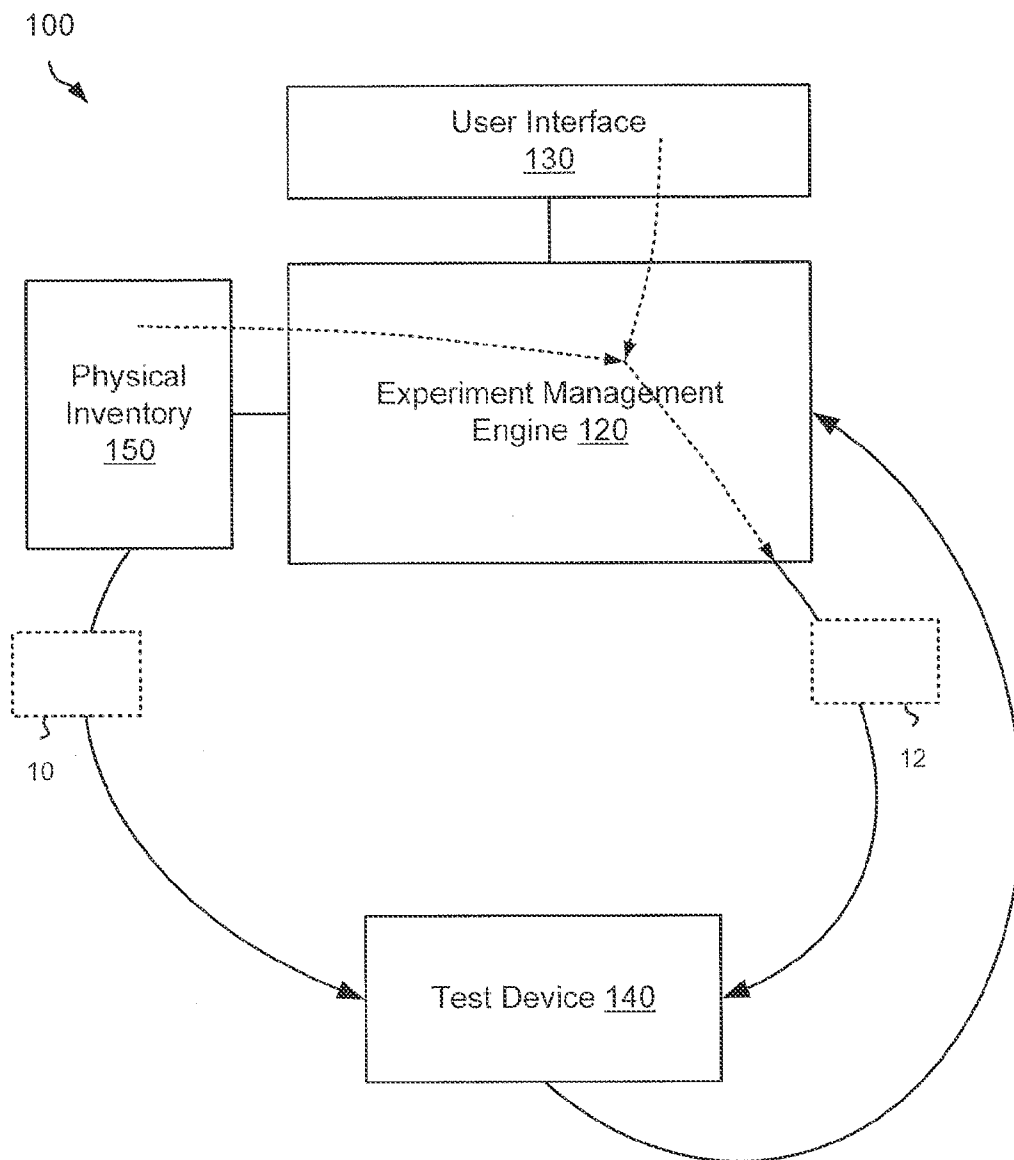 100
User Interface
130
Physical
Inventory
150
Experiment Management
Engine 120
10
12
Test Device 140